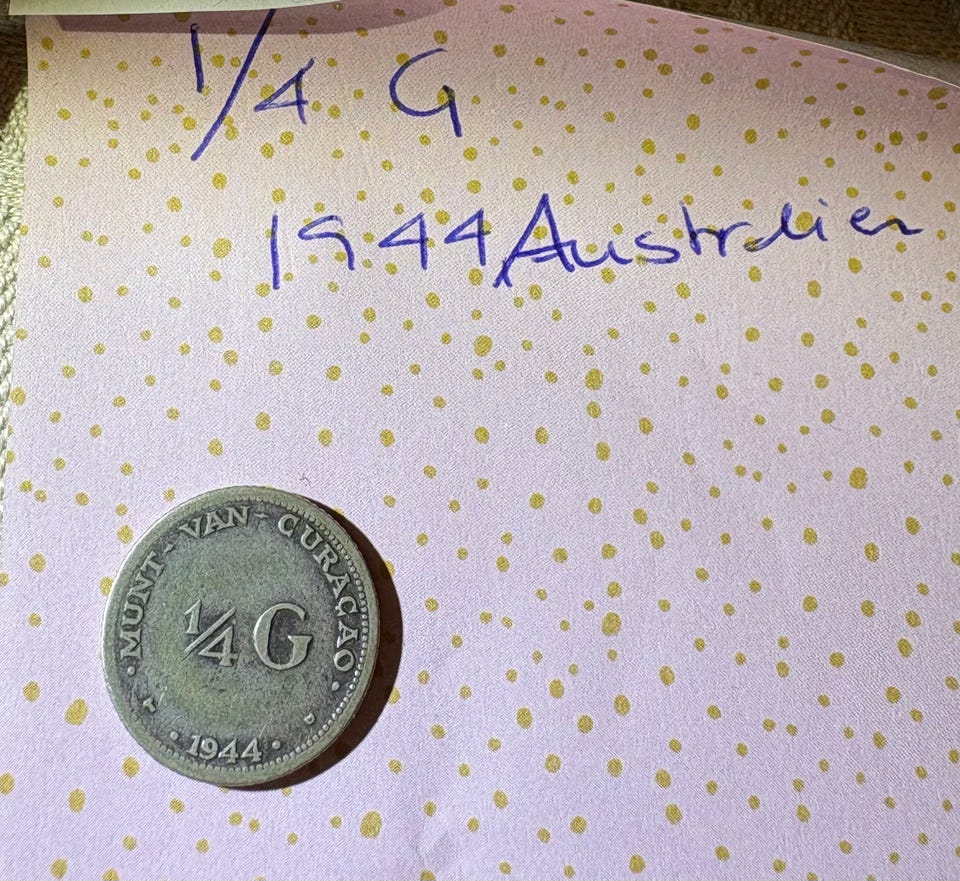 1/4 G
1944 Australien
MUNT - VAN - CURAÇAO
1/4 G
· 1944 ·
D